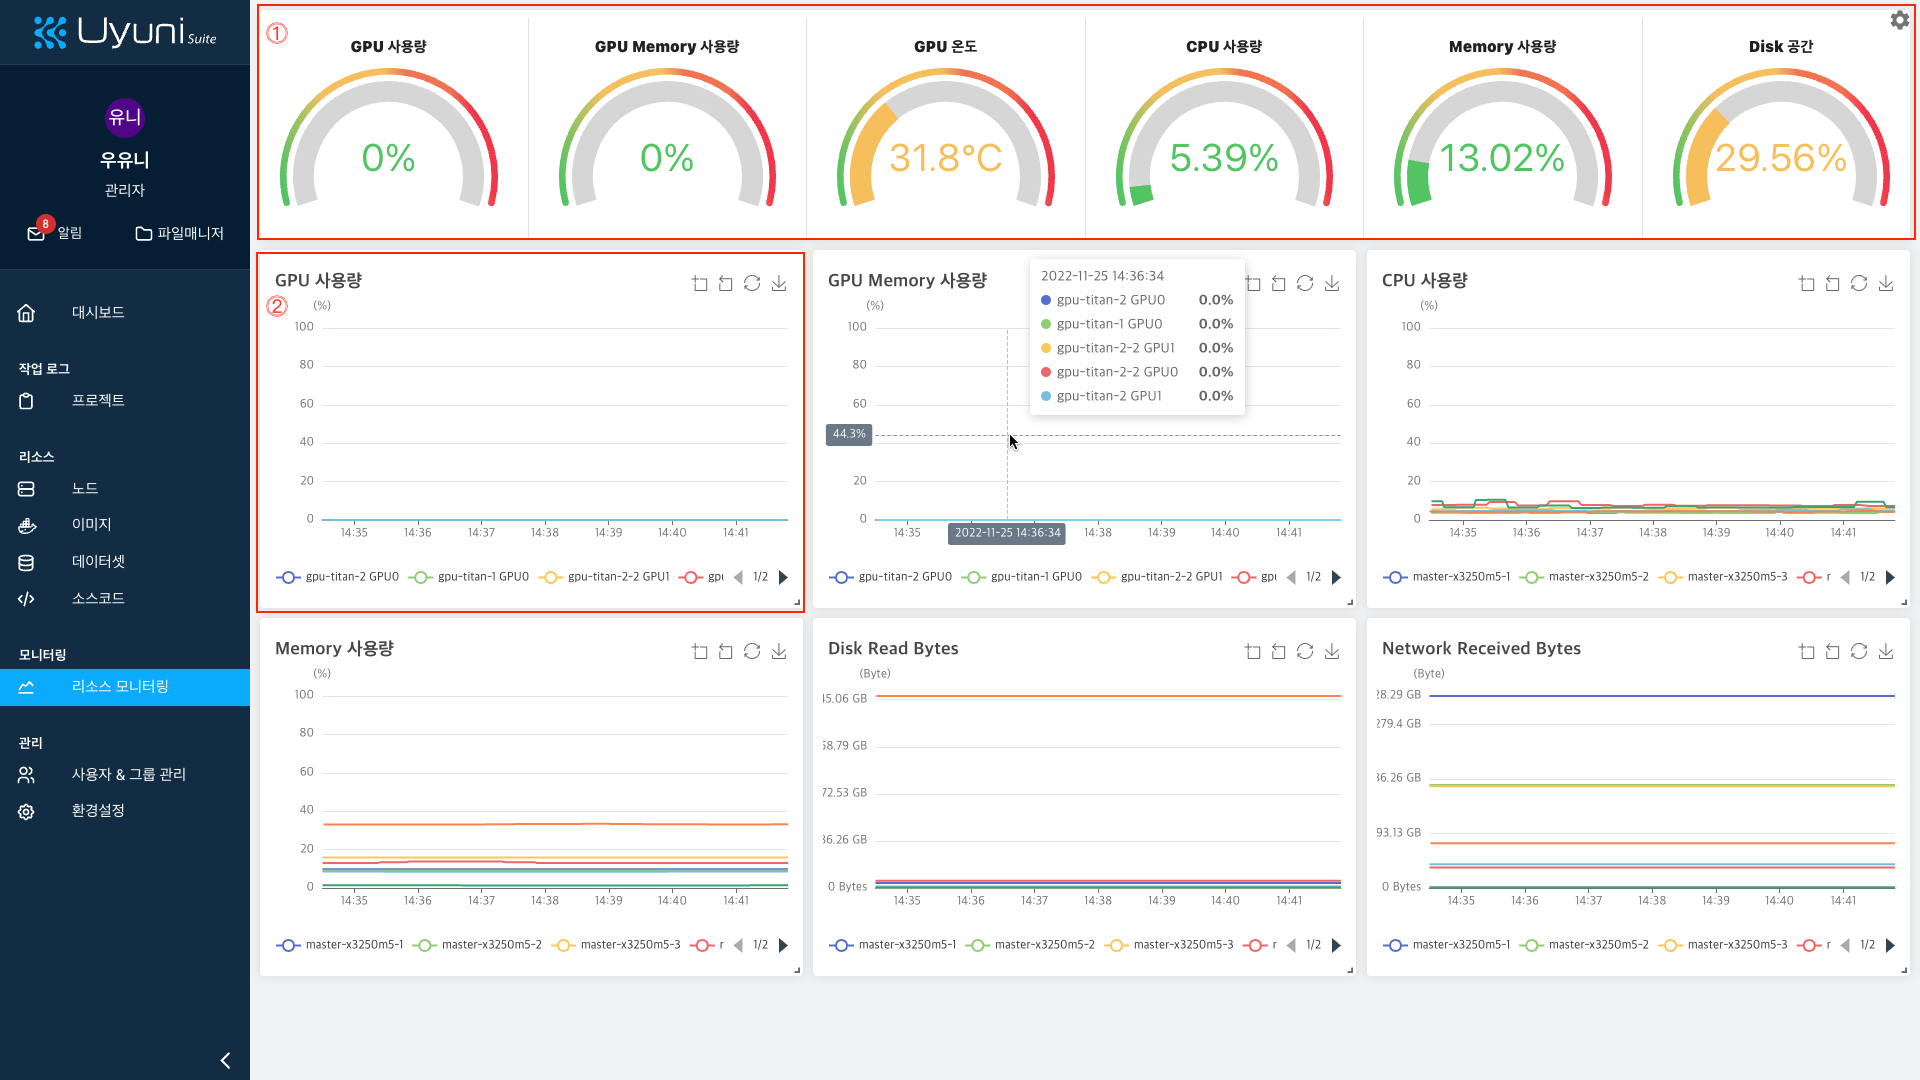 Uyuni Suite
유니
우유니
관리자
8
알림
파일매니저
대시보드
작업 로그
프로젝트
리소스
노드
이미지
데이터셋
소스코드
모니터링
리소스 모니터링
관리
사용자 & 그룹 관리
환경설정
①
GPU 사용량
0%
GPU Memory 사용량
0%
GPU 온도
31.8°C
CPU 사용량
5.39%
Memory 사용량
13.02%
Disk 공간
29.56%
②
GPU 사용량
(%)
100
80
60
40
20
0
14:35 14:36 14:37 14:38 14:39 14:40 14:41
gpu-titan-2 GPU0 gpu-titan-1 GPU0 gpu-titan-2-2 GPU1 gpu 1/2
GPU Memory 사용량
(%)
100
80
60
44.3%
20
0
2022-11-25 14:36:34
gpu-titan-2 GPU0 0.0%
gpu-titan-1 GPU0 0.0%
gpu-titan-2-2 GPU1 0.0%
gpu-titan-2-2 GPU0 0.0%
gpu-titan-2 GPU1 0.0%
14:35 2022-11-25 14:36:34 14:38 14:39 14:40 14:41
gpu-titan-2 GPU0 gpu-titan-1 GPU0 gpu-titan-2-2 GPU1 gpu 1/2
CPU 사용량
(%)
100
80
60
40
20
0
14:35 14:36 14:37 14:38 14:39 14:40 14:41
master-x3250m5-1 master-x3250m5-2 master-x3250m5-3 r 1/2
Memory 사용량
(%)
100
80
60
40
20
0
14:35 14:36 14:37 14:38 14:39 14:40 14:41
master-x3250m5-1 master-x3250m5-2 master-x3250m5-3 r 1/2
Disk Read Bytes
(Byte)
45.06 GB
58.79 GB
72.53 GB
36.26 GB
0 Bytes
14:35 14:36 14:37 14:38 14:39 14:40 14:41
master-x3250m5-1 master-x3250m5-2 master-x3250m5-3 r 1/2
Network Received Bytes
(Byte)
28.29 GB
279.4 GB
86.26 GB
93.13 GB
0 Bytes
14:35 14:36 14:37 14:38 14:39 14:40 14:41
master-x3250m5-1 master-x3250m5-2 master-x3250m5-3 r 1/2